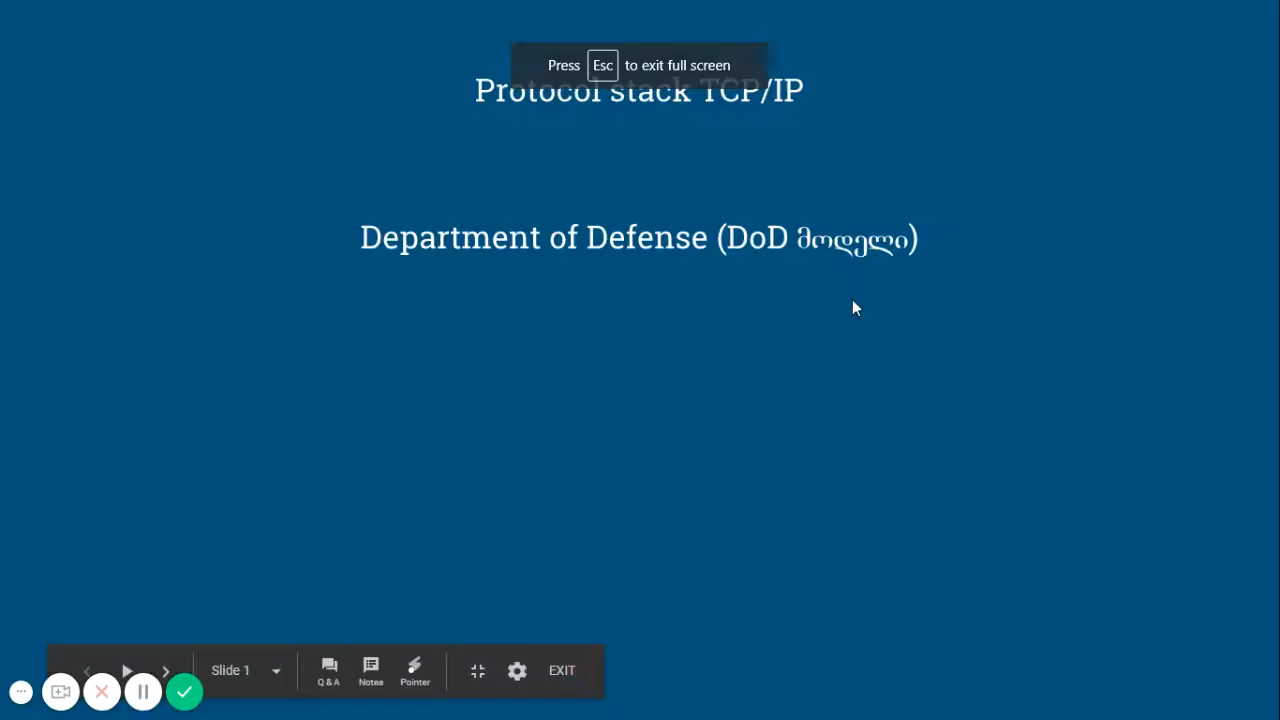 Press Esc to exit full screen
Protocol stack TCP/IP
Department of Defense (DoD მოდელი)
Slide 1
Q & A
Notes
Pointer
EXIT